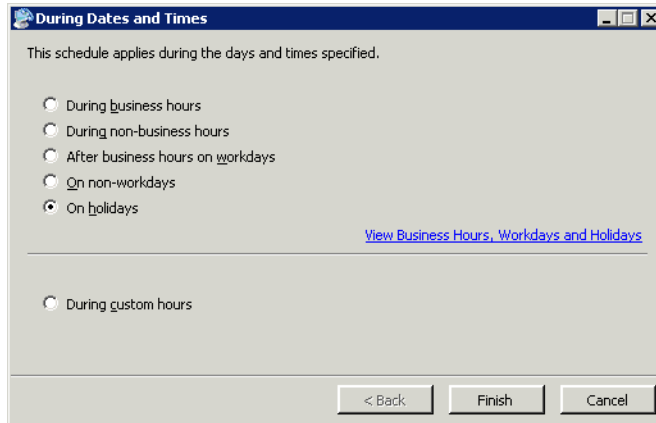 During Dates and Times
This schedule applies during the days and times specified.
During business hours
During non-business hours
After business hours on workdays
On non-workdays
On holidays
View Business Hours, Workdays and Holidays
During custom hours
< Back
Finish
Cancel